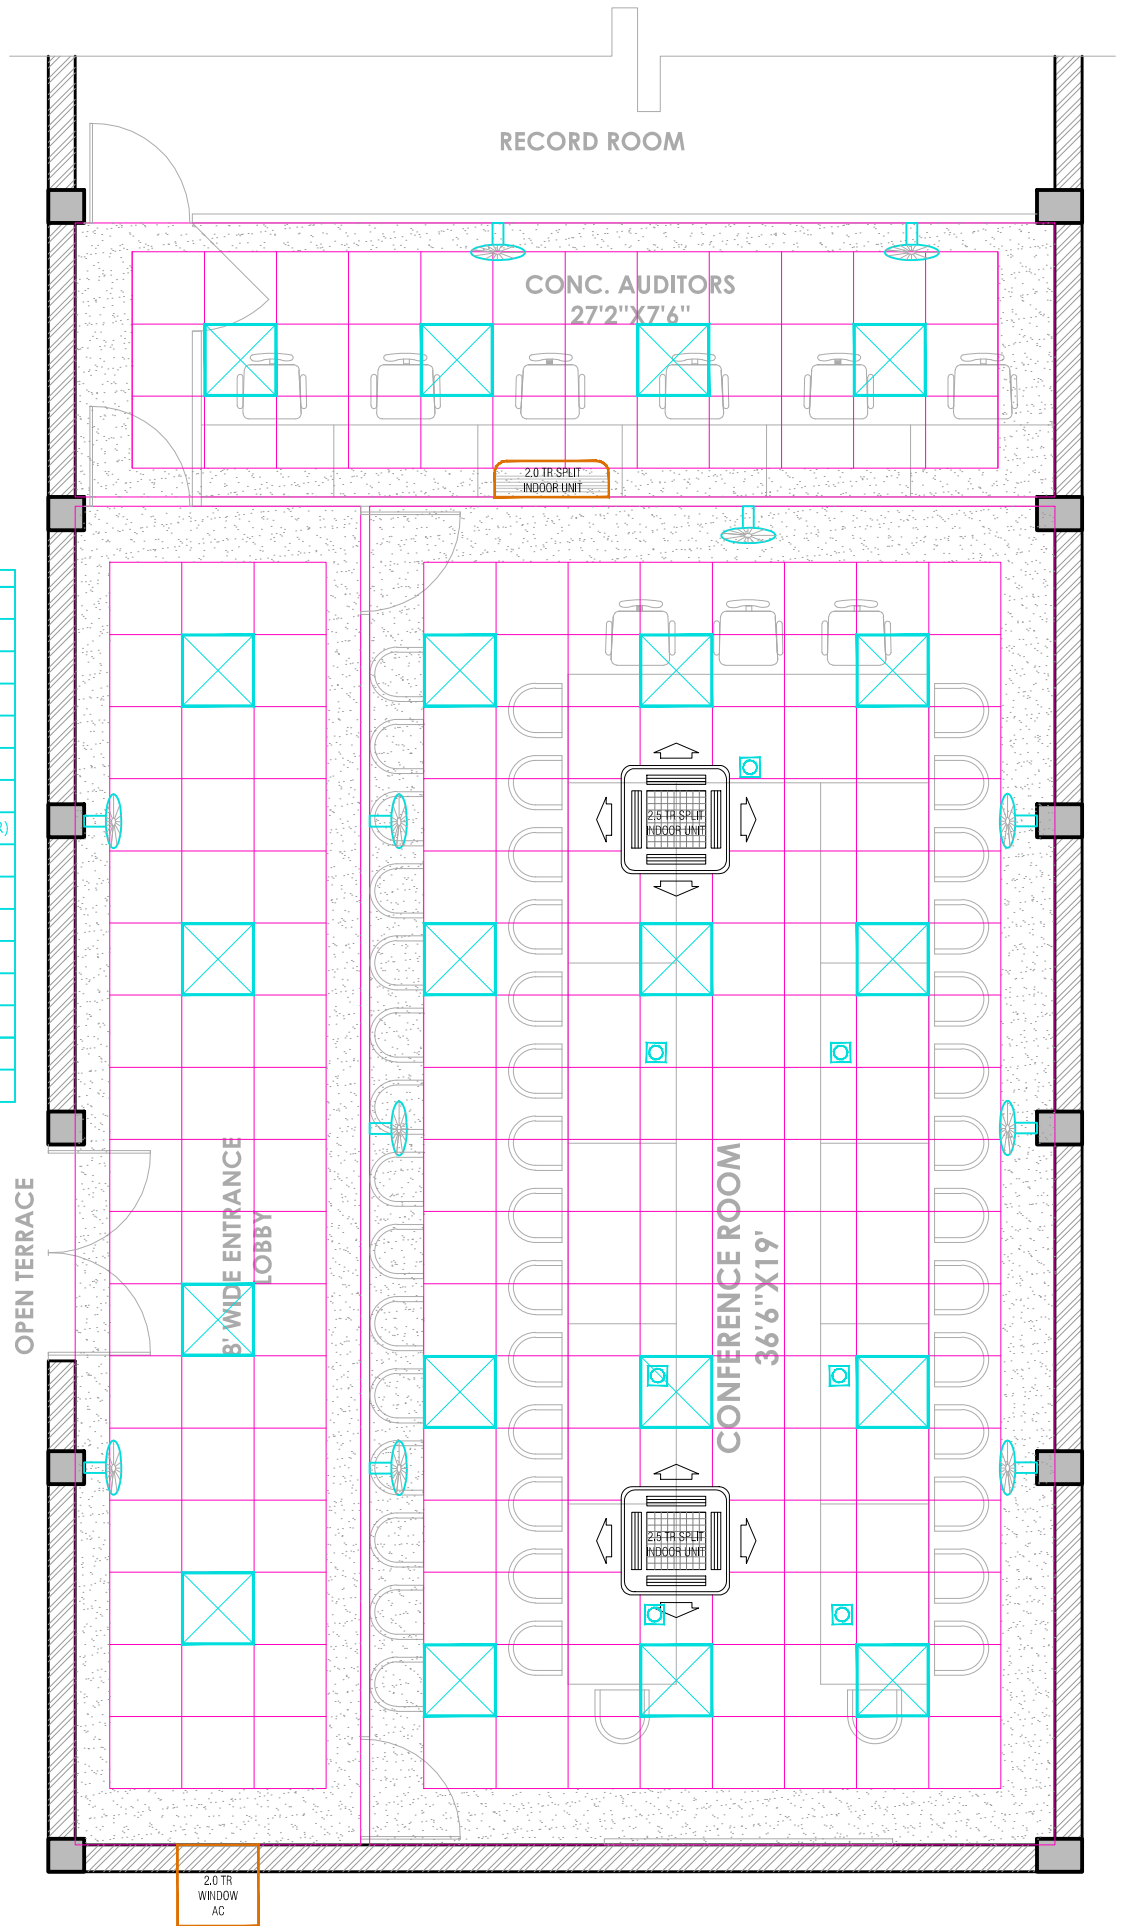 RECORD ROOM
CONC. AUDITORS
27'2"X7'6"
2.0 TR SPLIT
INDOOR UNIT
2.5 TR SPLIT
INDOOR UNIT
R)
OPEN TERRACE
8' WIDE ENTRANCE
LOBBY
CONFERENCE ROOM
36'6"X19'
2.5 TR SPLIT
INDOOR UNIT
2.0 TR
WINDOW
AC